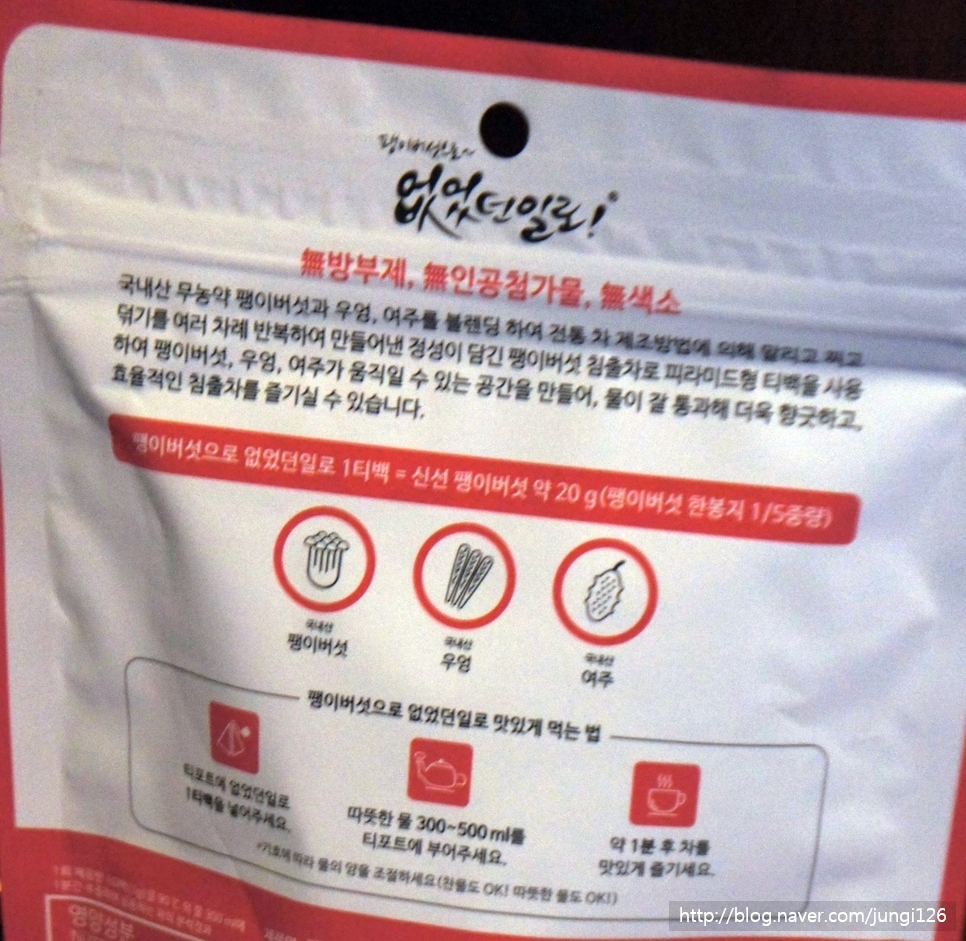 팽이버섯으로~
없었던일로!
無방부제, 無인공첨가물, 無색소
국내산 무농약 팽이버섯과 우엉, 여주를 블렌딩 하여 전통 차 제조방법에 의해 말리고 찌고
덖기를 여러 차례 반복하여 만들어낸 정성이 담긴 팽이버섯 침출차로 피라미드형 티백을 사용
하여 팽이버섯, 우엉, 여주가 움직일 수 있는 공간을 만들어, 물이 잘 통과해 더욱 향긋하고,
효율적인 침출차를 즐기실 수 있습니다.
팽이버섯으로 없었던일로 1티백 = 신선 팽이버섯 약 20 g (팽이버섯 한봉지 1/5중량)
국내산 국내산 국내산
팽이버섯 우엉 여주
팽이버섯으로 없었던일로 맛있게 먹는 법
티포트에 없었던일로
1티백을 넣어주세요.
따뜻한 물 300~500 ml를
티포트에 부어주세요.
약 1분 후 차를
맛있게 즐기세요.
*기호에 따라 물의 양을 조절하세요(찬물도 OK! 따뜻한 물도 OK!)
영양성분
http://blog.naver.com/jungi126